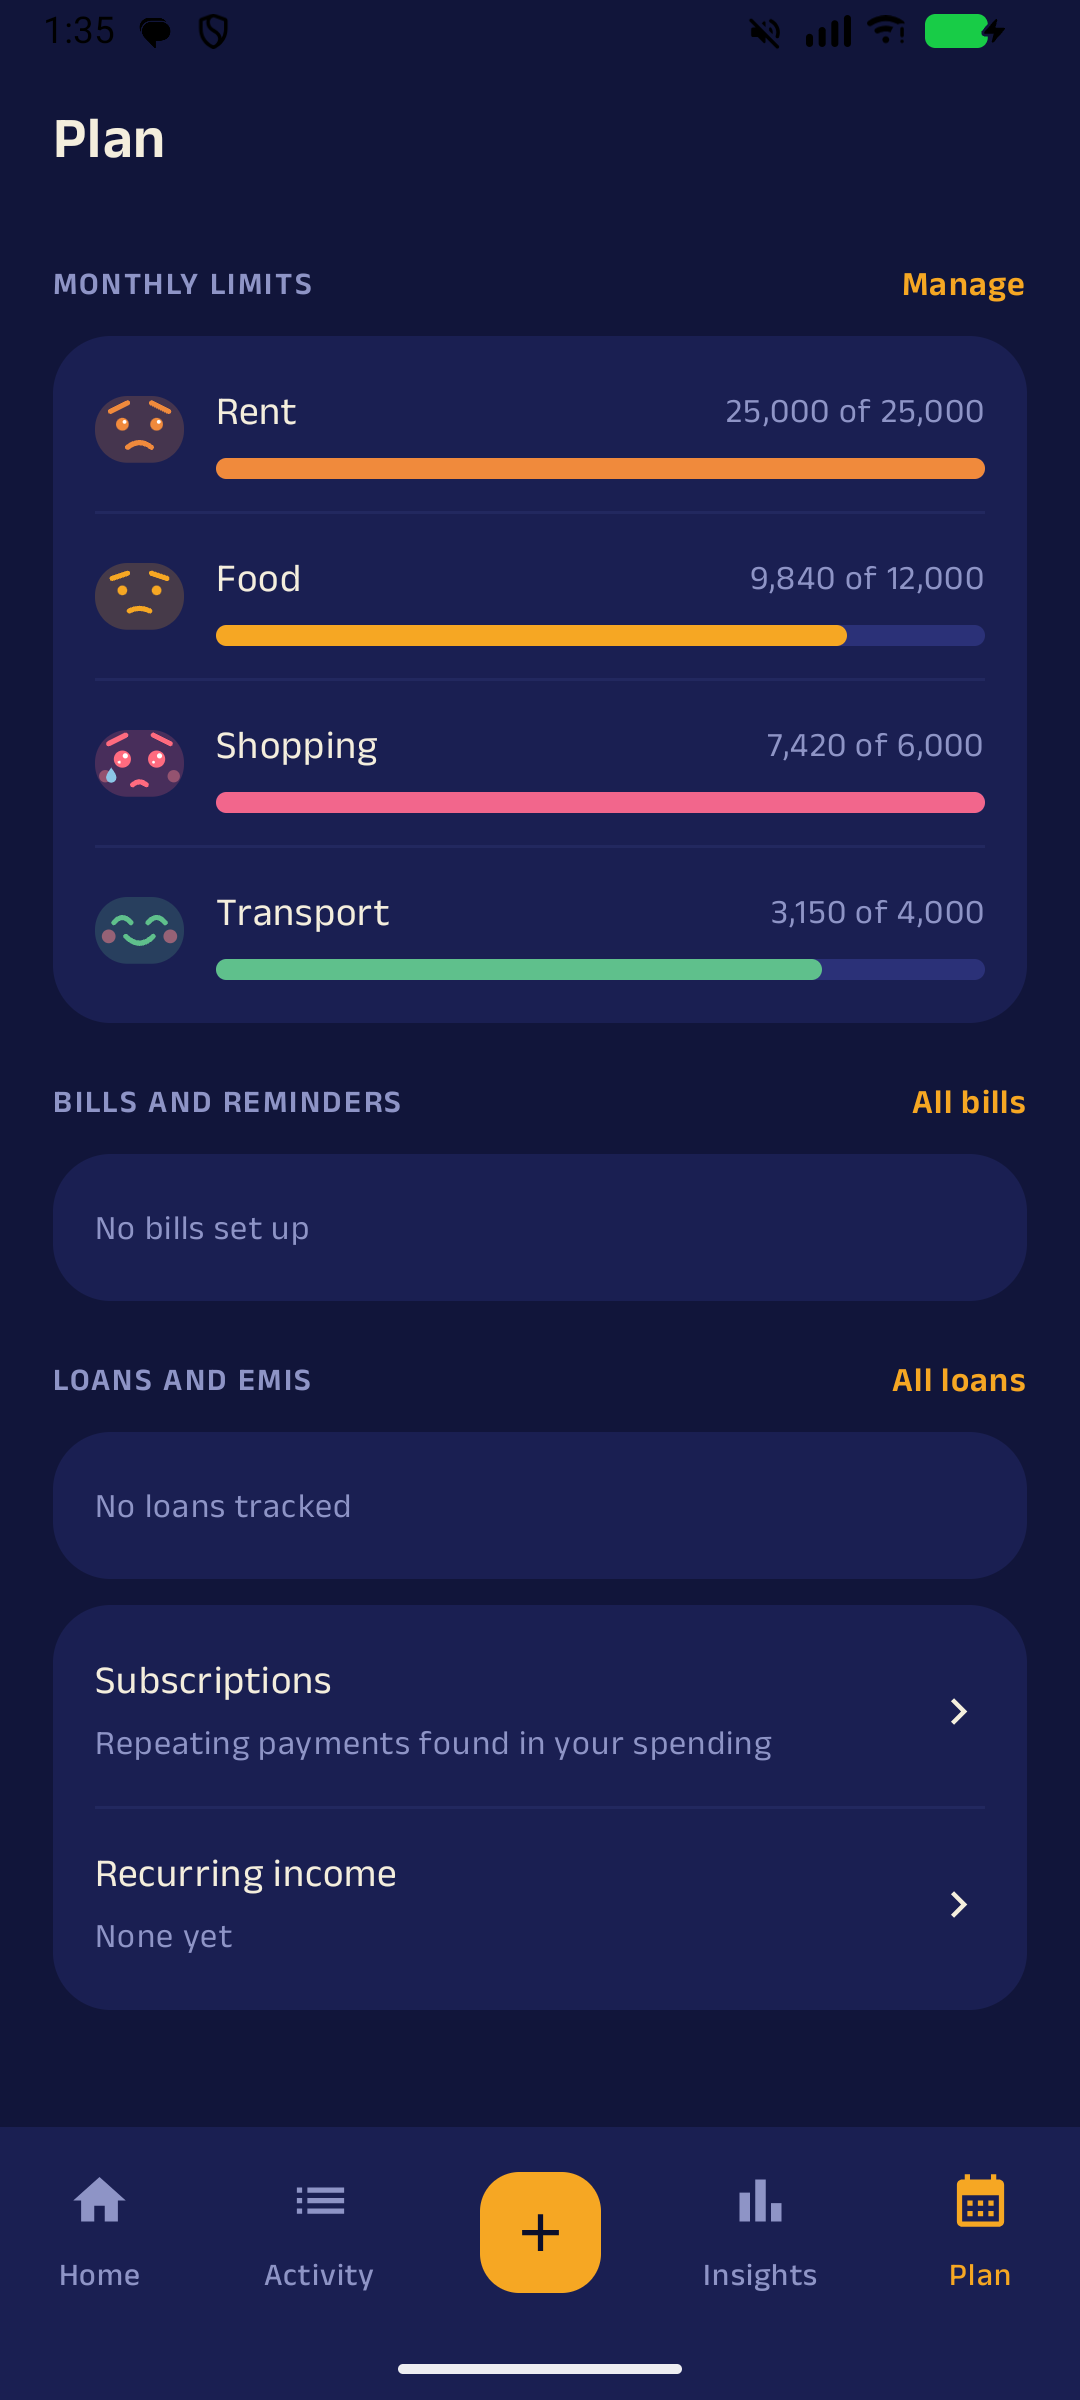 1:35
Plan
MONTHLY LIMITS
Manage
Rent
25,000 of 25,000
Food
9,840 of 12,000
Shopping
7,420 of 6,000
Transport
3,150 of 4,000
BILLS AND REMINDERS
All bills
No bills set up
LOANS AND EMIS
All loans
No loans tracked
Subscriptions
Repeating payments found in your spending
Recurring income
None yet
Home
Activity
Insights
Plan